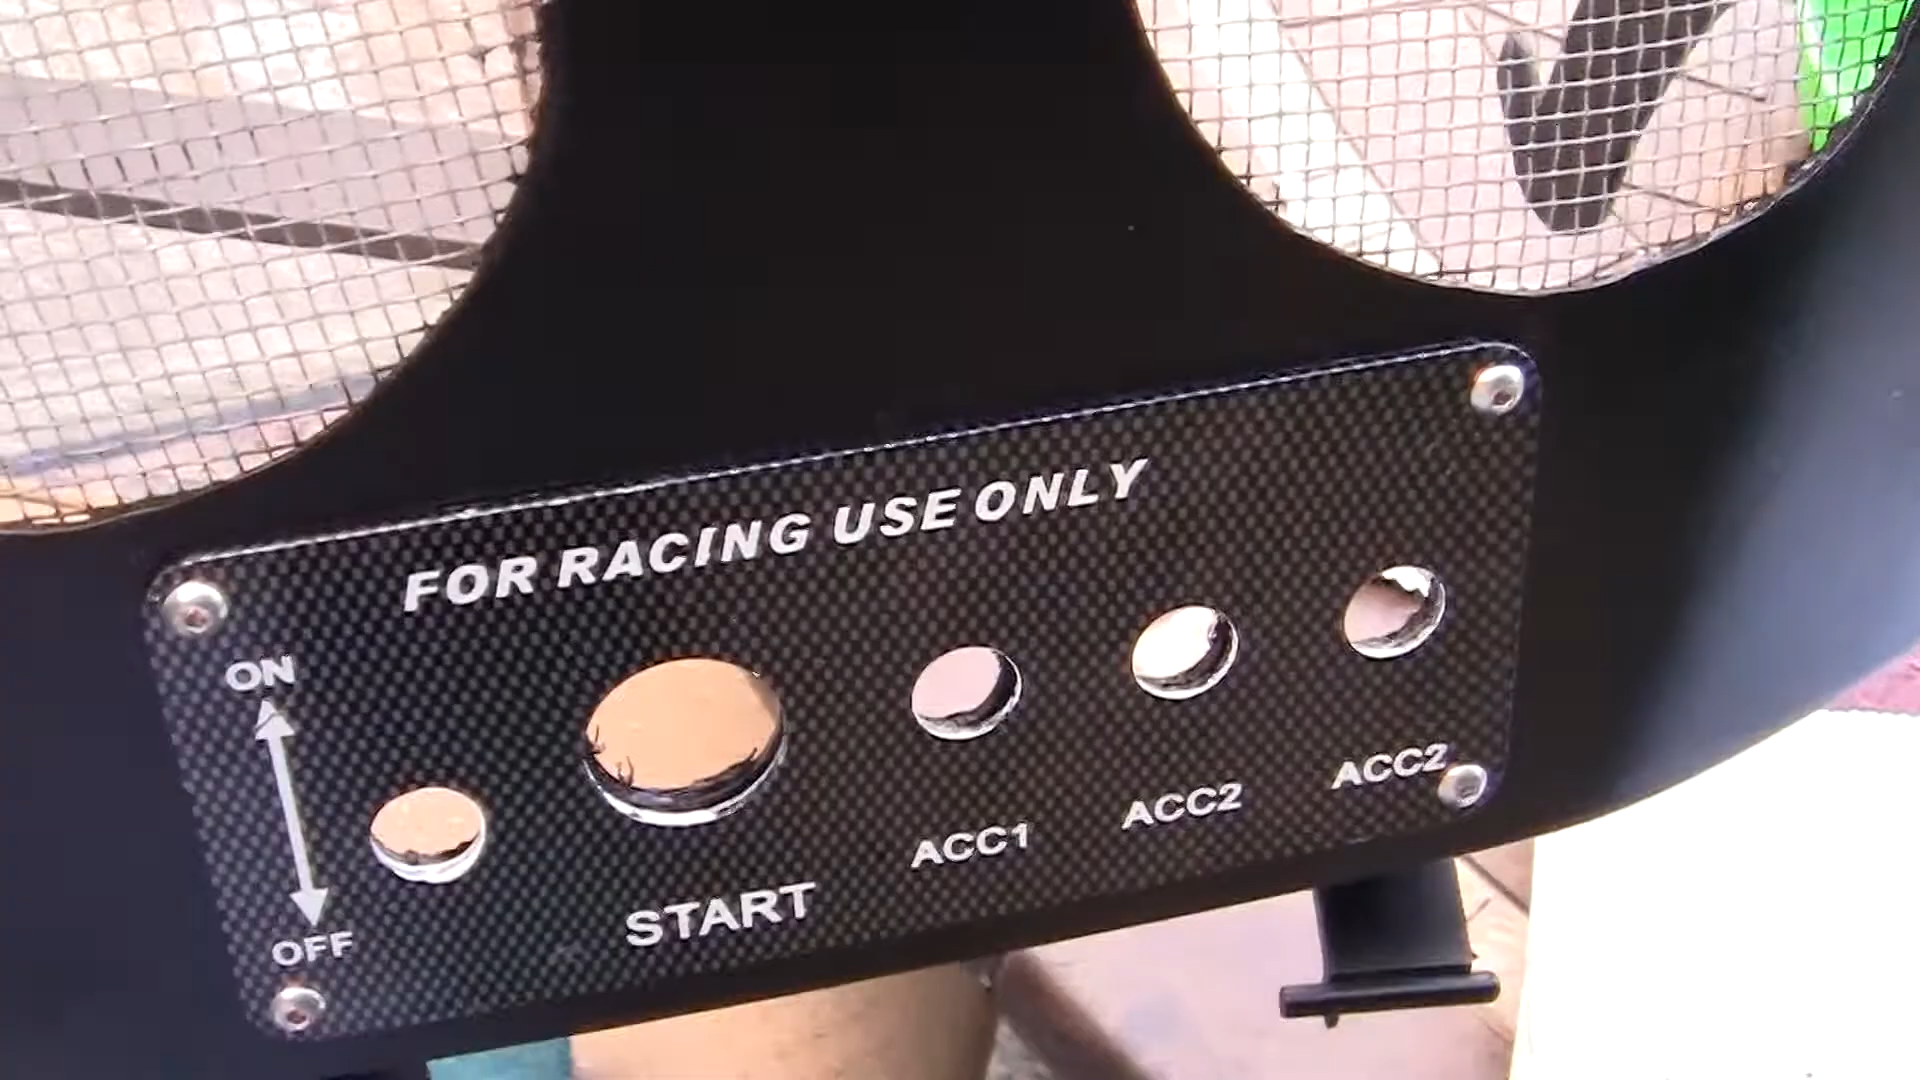 FOR RACING USE ONLY
ON
OFF
START
ACC1
ACC2
ACC2